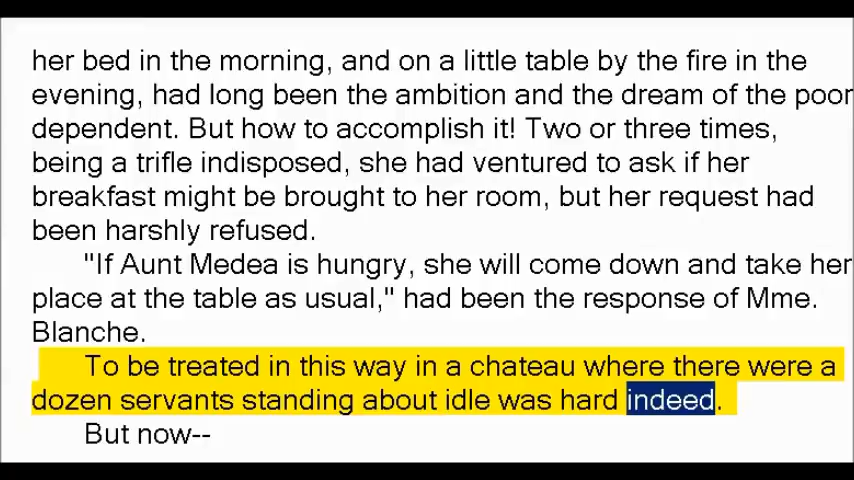 her bed in the morning, and on a little table by the fire in the
evening, had long been the ambition and the dream of the poor
dependent. But how to accomplish it! Two or three times,
being a trifle indisposed, she had ventured to ask if her
breakfast might be brought to her room, but her request had
been harshly refused.
"If Aunt Medea is hungry, she will come down and take her
place at the table as usual," had been the response of Mme.
Blanche.
To be treated in this way in a chateau where there were a
dozen servants standing about idle was hard indeed.
But now--